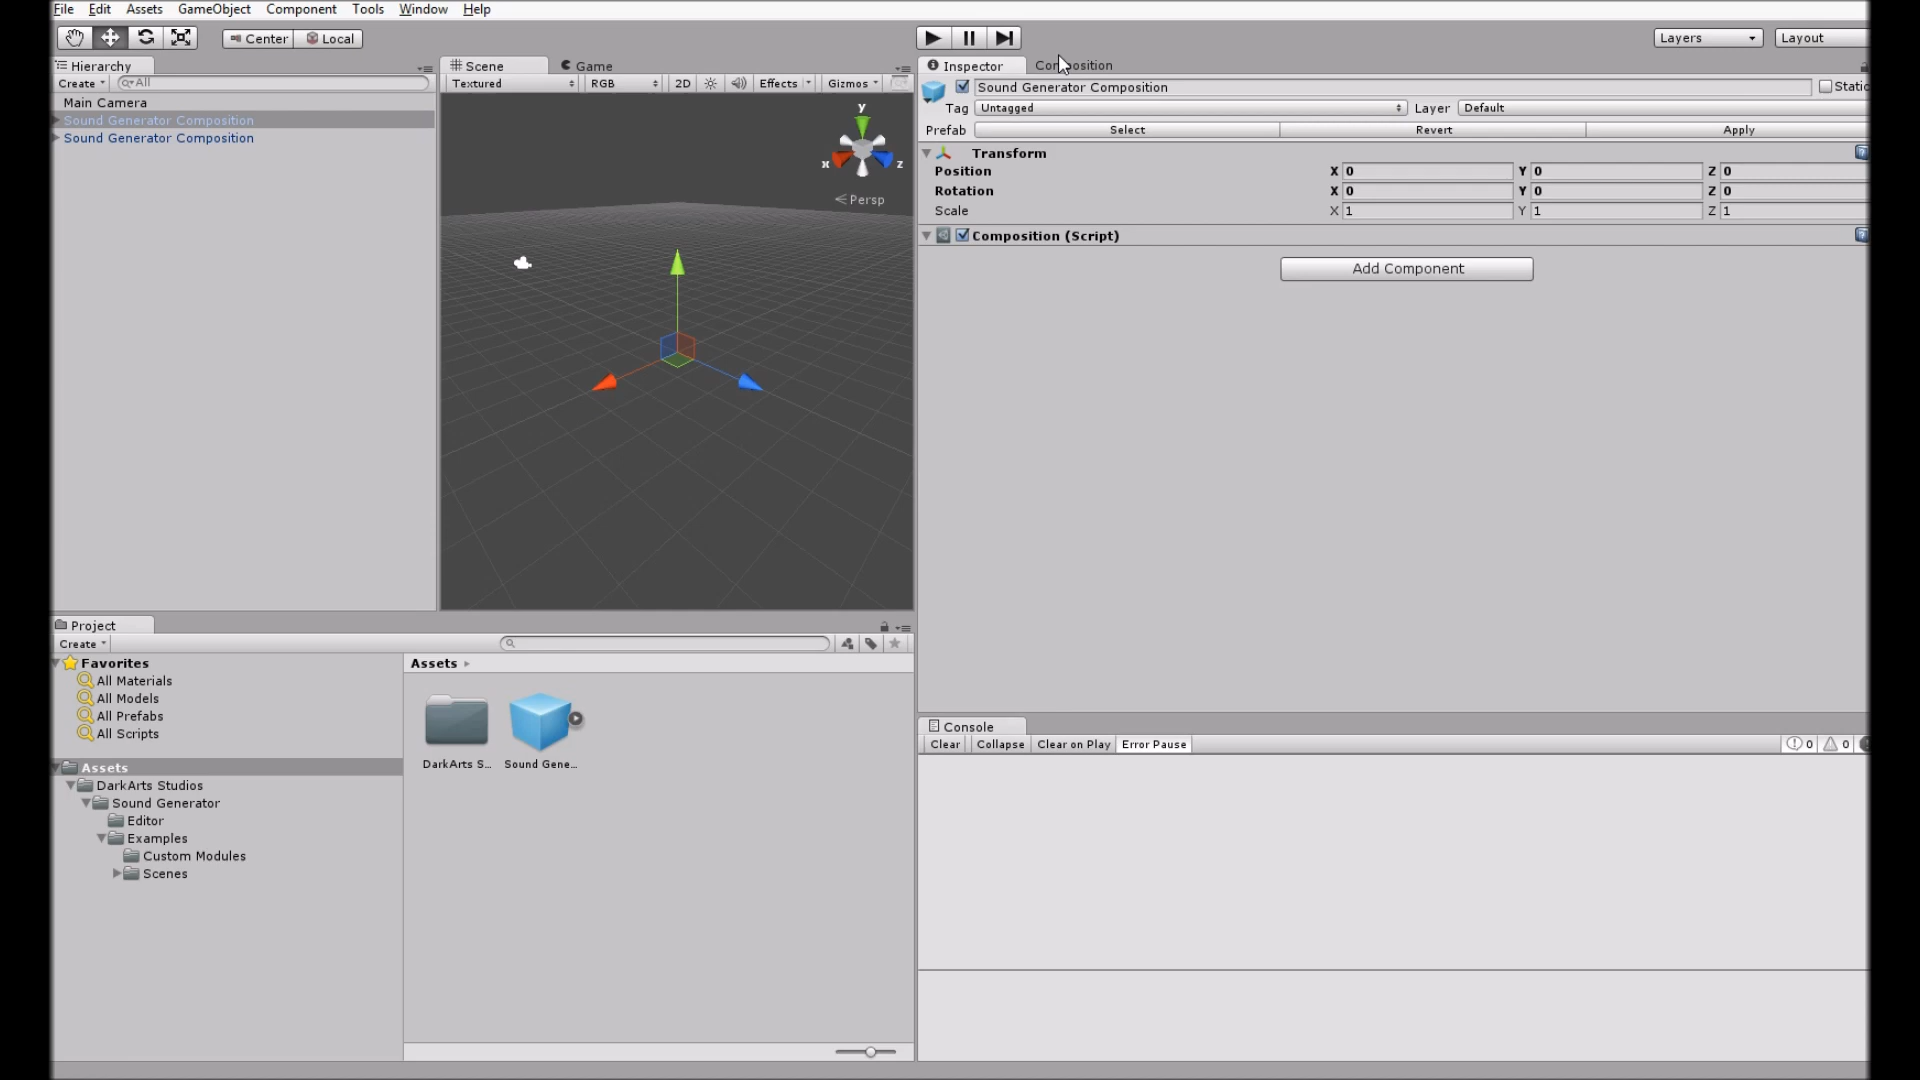 File Edit Assets GameObject Component Tools Window Help
Center Local
Layers Layout
Hierarchy
Create All
Main Camera
Sound Generator Composition
Sound Generator Composition
Scene Game
Textured RGB 2D Effects Gizmos
y
x z
Persp
Inspector Composition
Sound Generator Composition Static
Tag Untagged Layer Default
Prefab Select Revert Apply
Transform
Position X 0 Y 0 Z 0
Rotation X 0 Y 0 Z 0
Scale X 1 Y 1 Z 1
Composition (Script)
Add Component
Project
Create
Favorites
All Materials
All Models
All Prefabs
All Scripts
Assets
DarkArts Studios
Sound Generator
Editor
Examples
Custom Modules
Scenes
Assets
DarkArts S... Sound Gene...
Console
Clear Collapse Clear on Play Error Pause 0 0